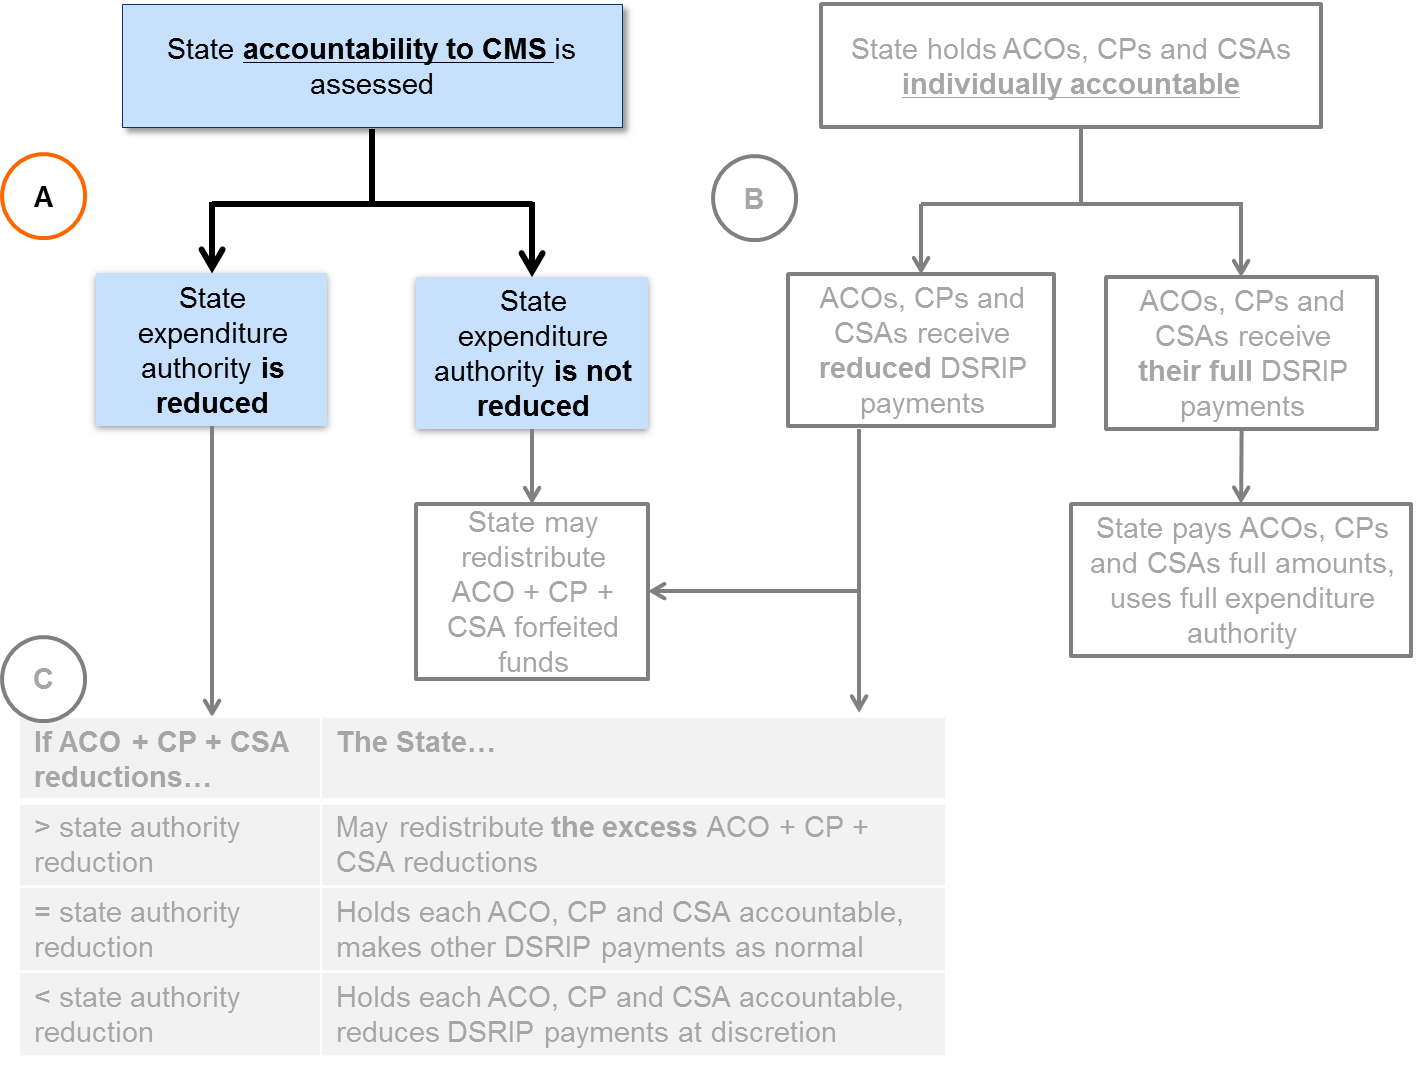 State accountability to CMS is
assessed
State holds ACOs, CPs and CSAs
individually accountable
A
B
State
expenditure
authority is
reduced
State
expenditure
authority is not
reduced
ACOs, CPs and
CSAs receive
reduced DSRIP
payments
ACOs, CPs and
CSAs receive
their full DSRIP
payments
State may
redistribute
ACO + CP +
CSA forfeited
funds
State pays ACOs, CPs
and CSAs full amounts,
uses full expenditure
authority
C
If ACO + CP + CSA
reductions…
The State…
> state authority
reduction
May redistribute the excess ACO + CP +
CSA reductions
= state authority
reduction
Holds each ACO, CP and CSA accountable,
makes other DSRIP payments as normal
< state authority
reduction
Holds each ACO, CP and CSA accountable,
reduces DSRIP payments at discretion